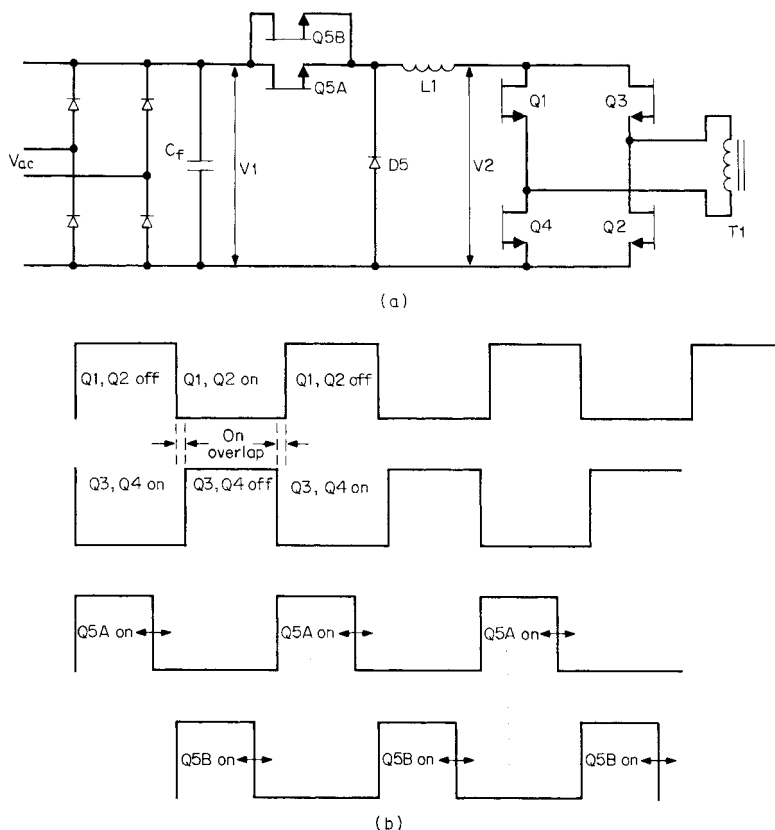 Q5B
Q5A
L1
Q1
Q3
Vac
Cf
V1
D5
V2
Q4
Q2
T1
(a)
Q1, Q2 off
Q1, Q2 on
Q1, Q2 off
On
overlap
Q3, Q4 on
Q3, Q4 off
Q3, Q4 on
Q5A on
Q5A on
Q5A on
Q5B on
Q5B on
Q5B on
(b)